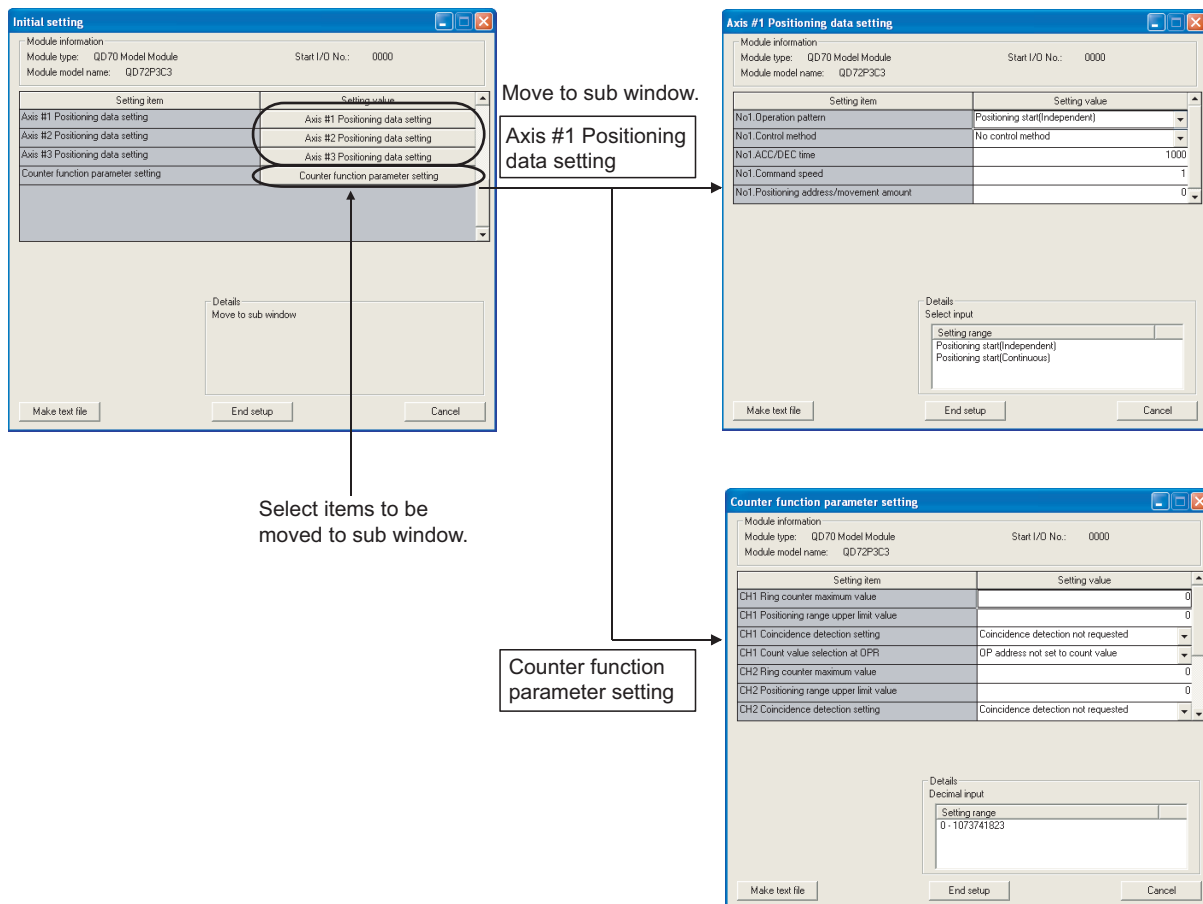 Initial setting
Module information
Module type: QD70 Model Module Start I/O No.: 0000
Module model name: QD72P3C3
Setting item Setting value
Axis #1 Positioning data setting Axis #1 Positioning data setting
Axis #2 Positioning data setting Axis #2 Positioning data setting
Axis #3 Positioning data setting Axis #3 Positioning data setting
Counter function parameter setting Counter function parameter setting
Details
Move to sub window
Make text file End setup Cancel
Select items to be
moved to sub window.
Move to sub window.
Axis #1 Positioning
data setting
Axis #1 Positioning data setting
Module information
Module type: QD70 Model Module Start I/O No.: 0000
Module model name: QD72P3C3
Setting item Setting value
No1.Operation pattern Positioning start(Independent)
No1.Control method No control method
No1.ACC/DEC time 1000
No1.Command speed 1
No1.Positioning address/movement amount 0
Details
Select input
Setting range
Positioning start(Independent)
Positioning start(Continuous)
Make text file End setup Cancel
Counter function
parameter setting
Counter function parameter setting
Module information
Module type: QD70 Model Module Start I/O No.: 0000
Module model name: QD72P3C3
Setting item Setting value
CH1 Ring counter maximum value 0
CH1 Positioning range upper limit value 0
CH1 Coincidence detection setting Coincidence detection not requested
CH1 Count value selection at OPR OP address not set to count value
CH2 Ring counter maximum value 0
CH2 Positioning range upper limit value 0
CH2 Coincidence detection setting Coincidence detection not requested
Details
Decimal input
Setting range
0 - 1073741823
Make text file End setup Cancel